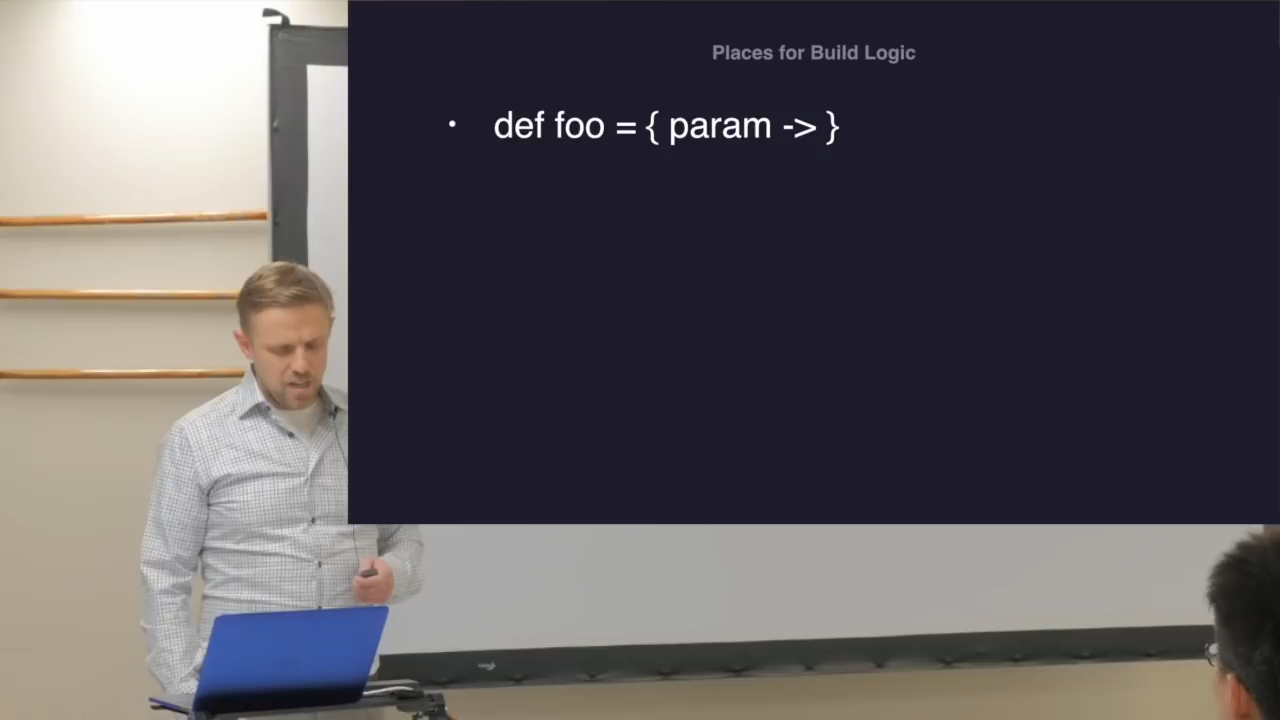 Places for Build Logic
· def foo = { param -> }